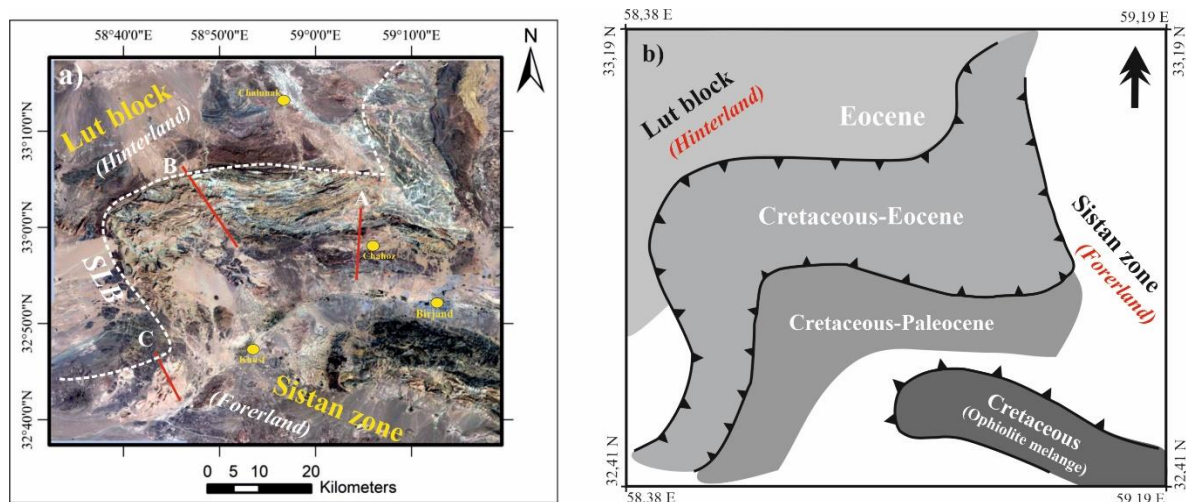 58°40'0"E 58°50'0"E 59°0'0"E 59°10'0"E
N
a)
Chalunak
Lut block
(Hinterland)
B
A
Chahoz
SLB
Birjand
C
Khusf
Sistan zone
(Forerland)
33°10'0"N
33°0'0"N
32°50'0"N
32°40'0"N
0 5 10 20
Kilometers
58,38 E 59,19 E
33,19 N 33,19 N
b)
Lut block
(Hinterland)
Eocene
Cretaceous-Eocene
Sistan zone
(Forerland)
Cretaceous-Paleocene
Cretaceous
(Ophiolite melange)
32,41 N 32,41 N
58,38 E 59,19 E